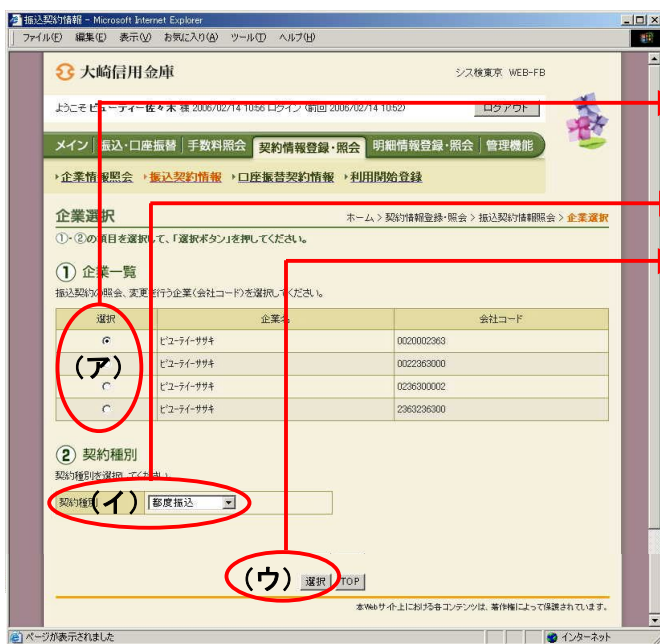 振込契約情報 - Microsoft Internet Explorer
ファイル(F) 編集(E) 表示(V) お気に入り(A) ツール(T) ヘルプ(H)
大崎信用金庫
シス検東京 WEB-FB
ようこそ ビューティー佐々木 様 2006/02/14 10:56 ログイン (前回 2006/02/14 10:52)
ログアウト
メイン 振込・口座振替 手数料照会 契約情報登録・照会 明細情報登録・照会 管理機能
企業情報照会 振込契約情報 口座振替契約情報 利用開始登録
企業選択
ホーム > 契約情報登録・照会 > 振込契約情報照会 > 企業選択
①・②の項目を選択して、「選択ボタン」を押してください。
① 企業一覧
振込契約の照会、変更を行う企業(会社コード)を選択してください。
選択 企業名 会社コード
ビューティーササキ 0020002363
(ア) ビューティーササキ 0022363000
ビューティーササキ 0236300002
ビューティーササキ 2363236300
② 契約種別
契約種別を選択してください。
契約種別 (イ) 都度振込
(ウ) 選択 TOP
本Webサイト上における各コンテンツは、著作権によって保護されています。
ページが表示されました
インターネット